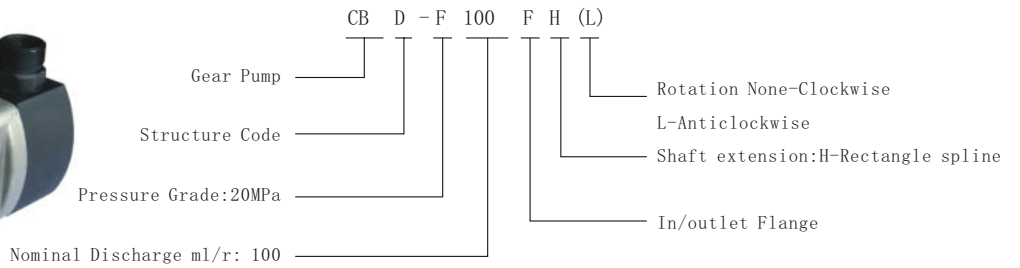 CB D - F 100 F H (L)
Gear Pump
Structure Code
Pressure Grade:20MPa
Nominal Discharge ml/r: 100
Rotation None-Clockwise
L-Anticlockwise
Shaft extension:H-Rectangle spline
In/outlet Flange